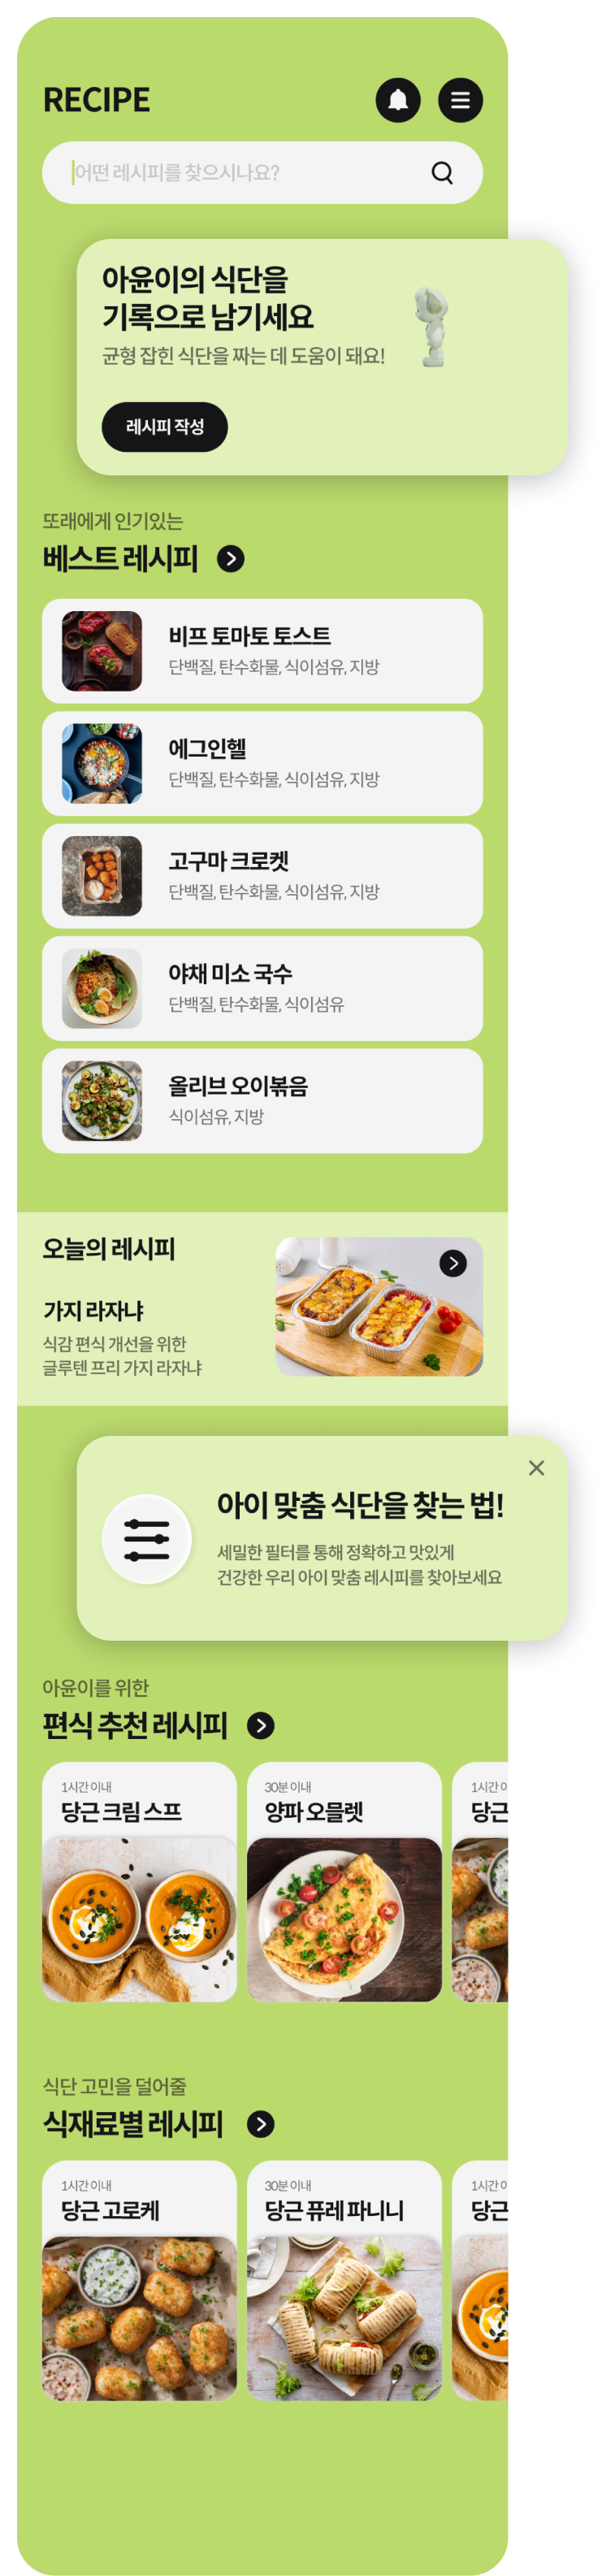 RECIPE
어떤 레시피를 찾으시나요?
아윤이의 식단을
기록으로 남기세요
균형 잡힌 식단을 짜는 데 도움이 돼요!
레시피 작성
또래에게 인기있는
베스트 레시피
비프 토마토 토스트
단백질, 탄수화물, 식이섬유, 지방
에그인헬
단백질, 탄수화물, 식이섬유, 지방
고구마 크로켓
단백질, 탄수화물, 식이섬유, 지방
야채 미소 국수
단백질, 탄수화물, 식이섬유
올리브 오이볶음
식이섬유, 지방
오늘의 레시피
가지 라자냐
식감 편식 개선을 위한
글루텐 프리 가지 라자냐
아이 맞춤 식단을 찾는 법!
세밀한 필터를 통해 정확하고 맛있게
건강한 우리 아이 맞춤 레시피를 찾아보세요
아윤이를 위한
편식 추천 레시피
1시간 이내
당근 크림 스프
30분 이내
양파 오믈렛
1시간
당근
식단 고민을 덜어줄
식재료별 레시피
1시간 이내
당근 고로케
30분 이내
당근 퓨레 파니니
1시간
당근